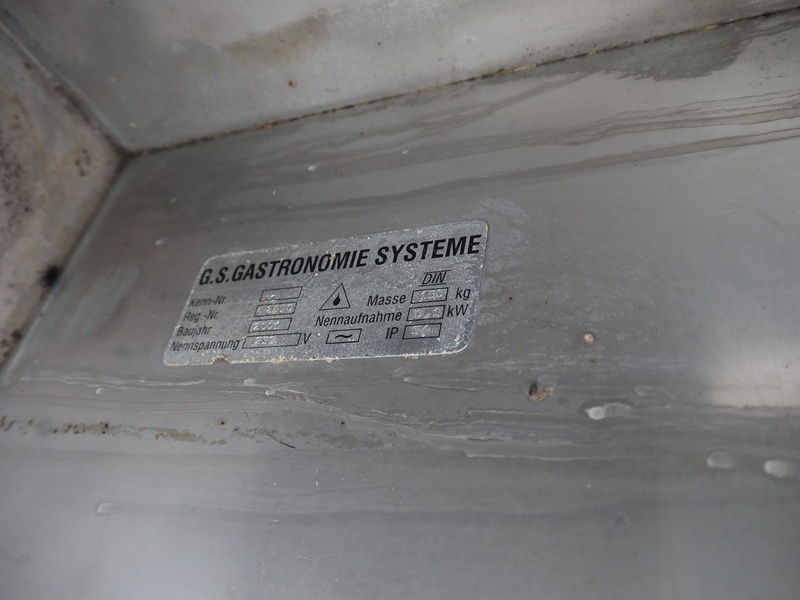 G.S.GASTRONOMIE SYSTEME
DIN
Kenn-Nr.
Masse kg
Reg.-Nr.
Nennaufnahme kW
Baujahr
IP
Nennspannung V